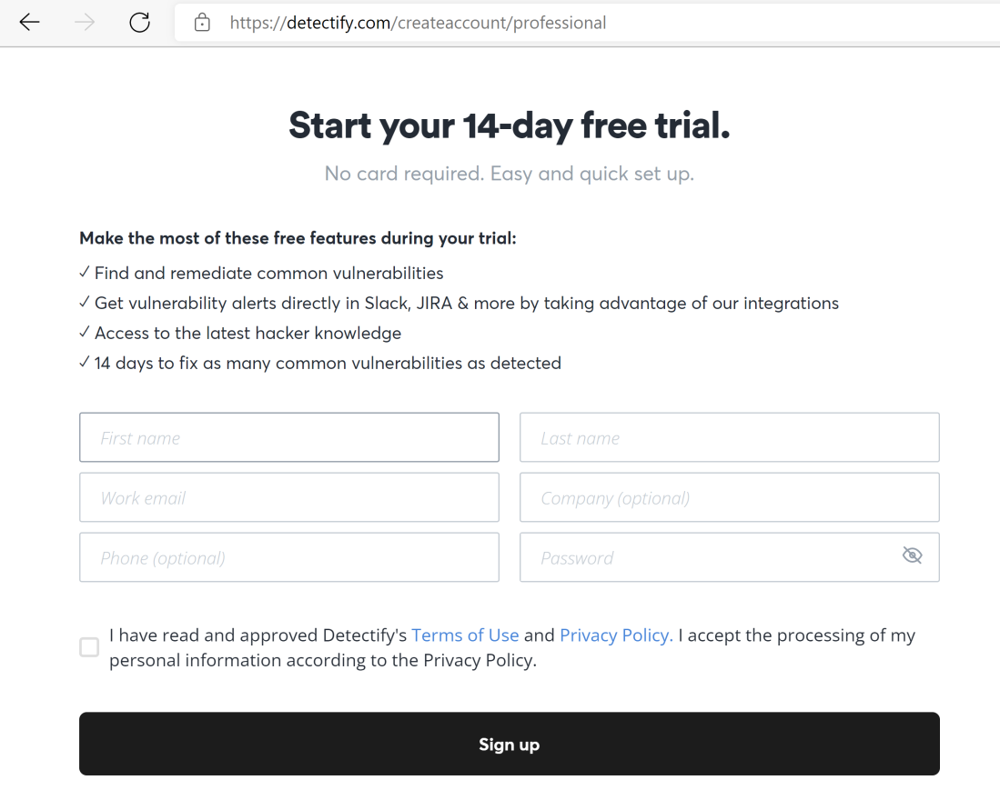 https://detectify.com/createaccount/professional
Start your 14-day free trial.
No card required. Easy and quick set up.
Make the most of these free features during your trial:
✓ Find and remediate common vulnerabilities
✓ Get vulnerability alerts directly in Slack, JIRA & more by taking advantage of our integrations
✓ Access to the latest hacker knowledge
✓ 14 days to fix as many common vulnerabilities as detected
First name
Last name
Work email
Company (optional)
Phone (optional)
Password
I have read and approved Detectify's Terms of Use and Privacy Policy. I accept the processing of my
personal information according to the Privacy Policy.
Sign up